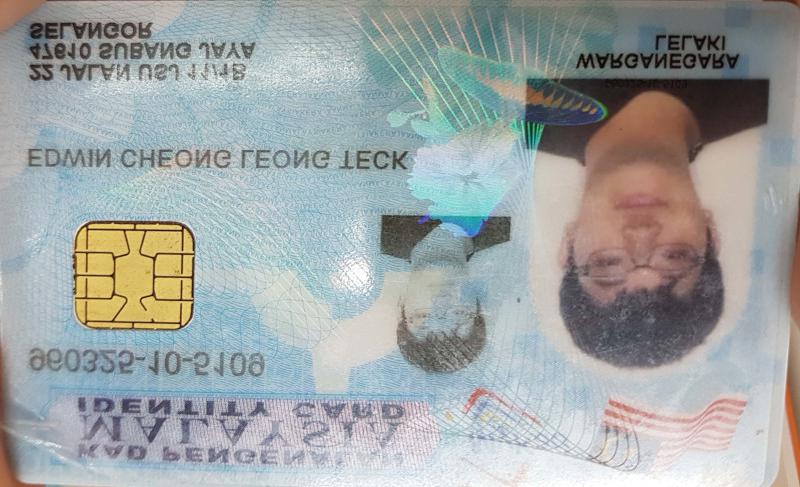 KAD PENGENALAN
MALAYSIA
IDENTITY CARD
960325-10-5109
EDWIN CHEONG LEONG TECK
22 JALAN USJ 11/1B
47610 SUBANG JAYA
SELANGOR
WARGANEGARA
LELAKI